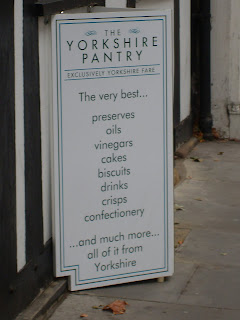 THE
YORKSHIRE
PANTRY
EXCLUSIVELY YORKSHIRE FARE
The very best...
preserves
oils
vinegars
cakes
biscuits
drinks
crisps
confectionery
...and much more...
all of it from
Yorkshire